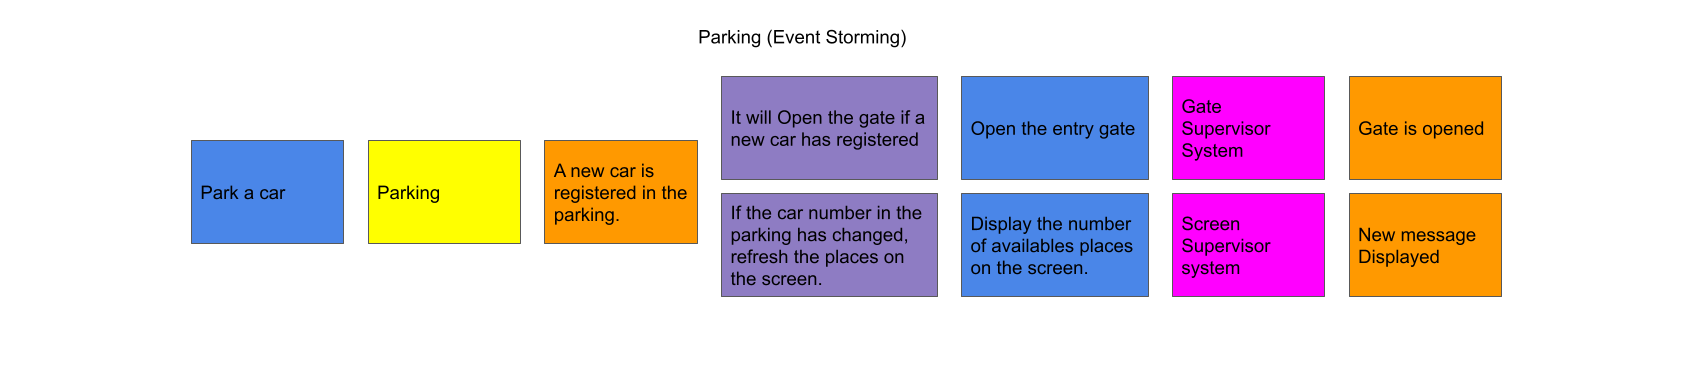 Parking (Event Storming)
Park a car
Parking
A new car is
registered in the
parking.
It will Open the gate if a
new car has registered
Open the entry gate
Gate
Supervisor
System
Gate is opened
If the car number in the
parking has changed,
refresh the places on
the screen.
Display the number
of availables places
on the screen.
Screen
Supervisor
system
New message
Displayed